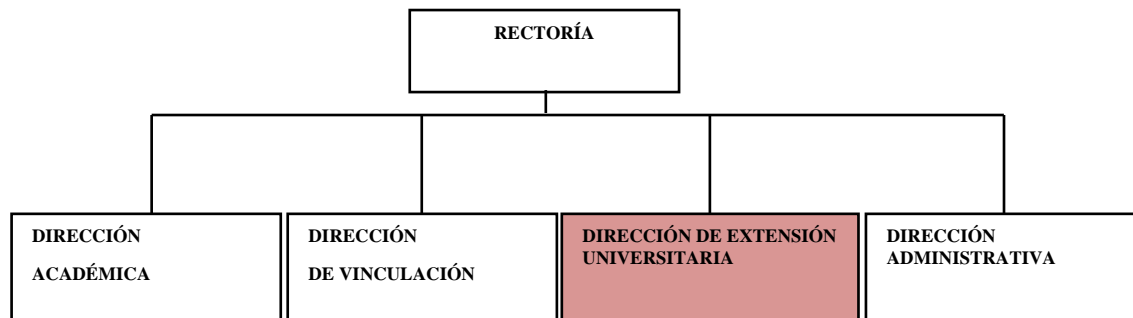 RECTORÍA
DIRECCIÓN
ACADÉMICA
DIRECCIÓN
DE VINCULACIÓN
DIRECCIÓN DE EXTENSIÓN
UNIVERSITARIA
DIRECCIÓN
ADMINISTRATIVA